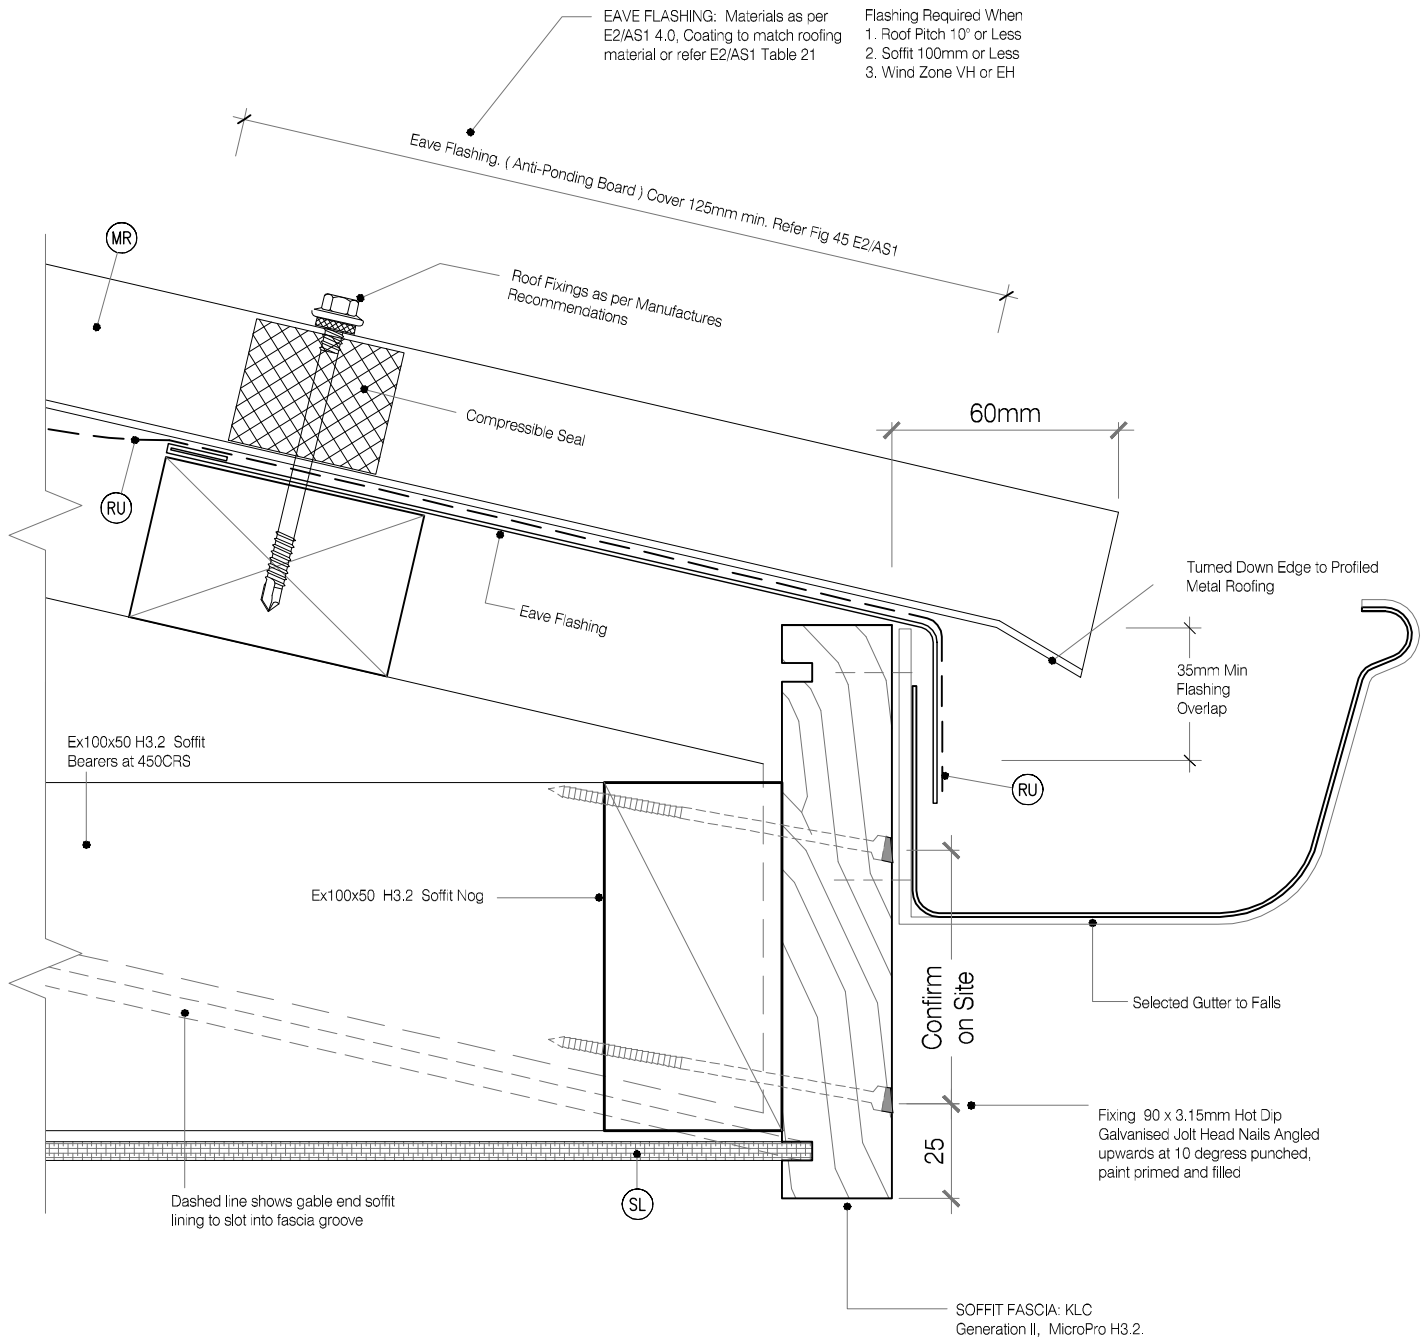 EAVE FLASHING: Materials as per
E2/AS1 4.0, Coating to match roofing
material or refer E2/AS1 Table 21
Flashing Required When
1. Roof Pitch 10° or Less
2. Soffit 100mm or Less
3. Wind Zone VH or EH
Eave Flashing. ( Anti-Ponding Board ) Cover 125mm min. Refer Fig 45 E2/AS1
MR
Roof Fixings as per Manufactures
Recommendations
Compressible Seal
60mm
RU
Eave Flashing
Turned Down Edge to Profiled
Metal Roofing
35mm Min
Flashing
Overlap
Ex100x50 H3.2 Soffit
Bearers at 450CRS
RU
Ex100x50 H3.2 Soffit Nog
Confirm
on Site
Selected Gutter to Falls
25
Fixing 90 x 3.15mm Hot Dip
Galvanised Jolt Head Nails Angled
upwards at 10 degress punched,
paint primed and filled
Dashed line shows gable end soffit
lining to slot into fascia groove
SL
SOFFIT FASCIA: KLC
Generation II, MicroPro H3.2.